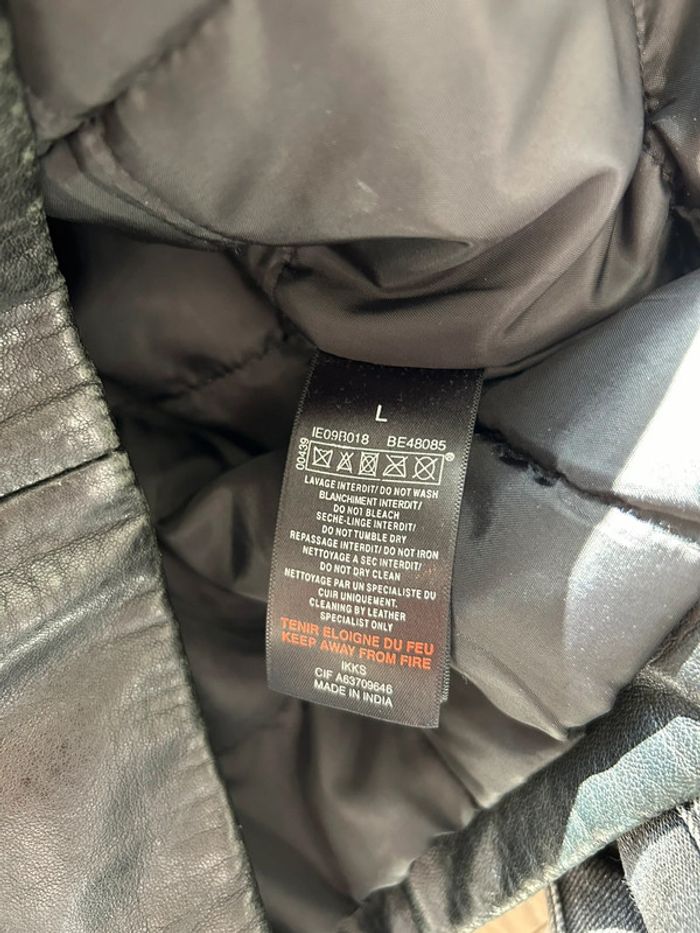 L
IE09B018 BE48085
00439
LAVAGE INTERDIT/ DO NOT WASH
BLANCHIMENT INTERDIT/
DO NOT BLEACH
SECHE-LINGE INTERDIT/
DO NOT TUMBLE DRY
REPASSAGE INTERDIT/ DO NOT IRON
NETTOYAGE A SEC INTERDIT/
DO NOT DRY CLEAN
NETTOYAGE PAR UN SPECIALISTE DU
CUIR UNIQUEMENT.
CLEANING BY LEATHER
SPECIALIST ONLY
TENIR ELOIGNE DU FEU
KEEP AWAY FROM FIRE
IKKS
CIF A63709646
MADE IN INDIA